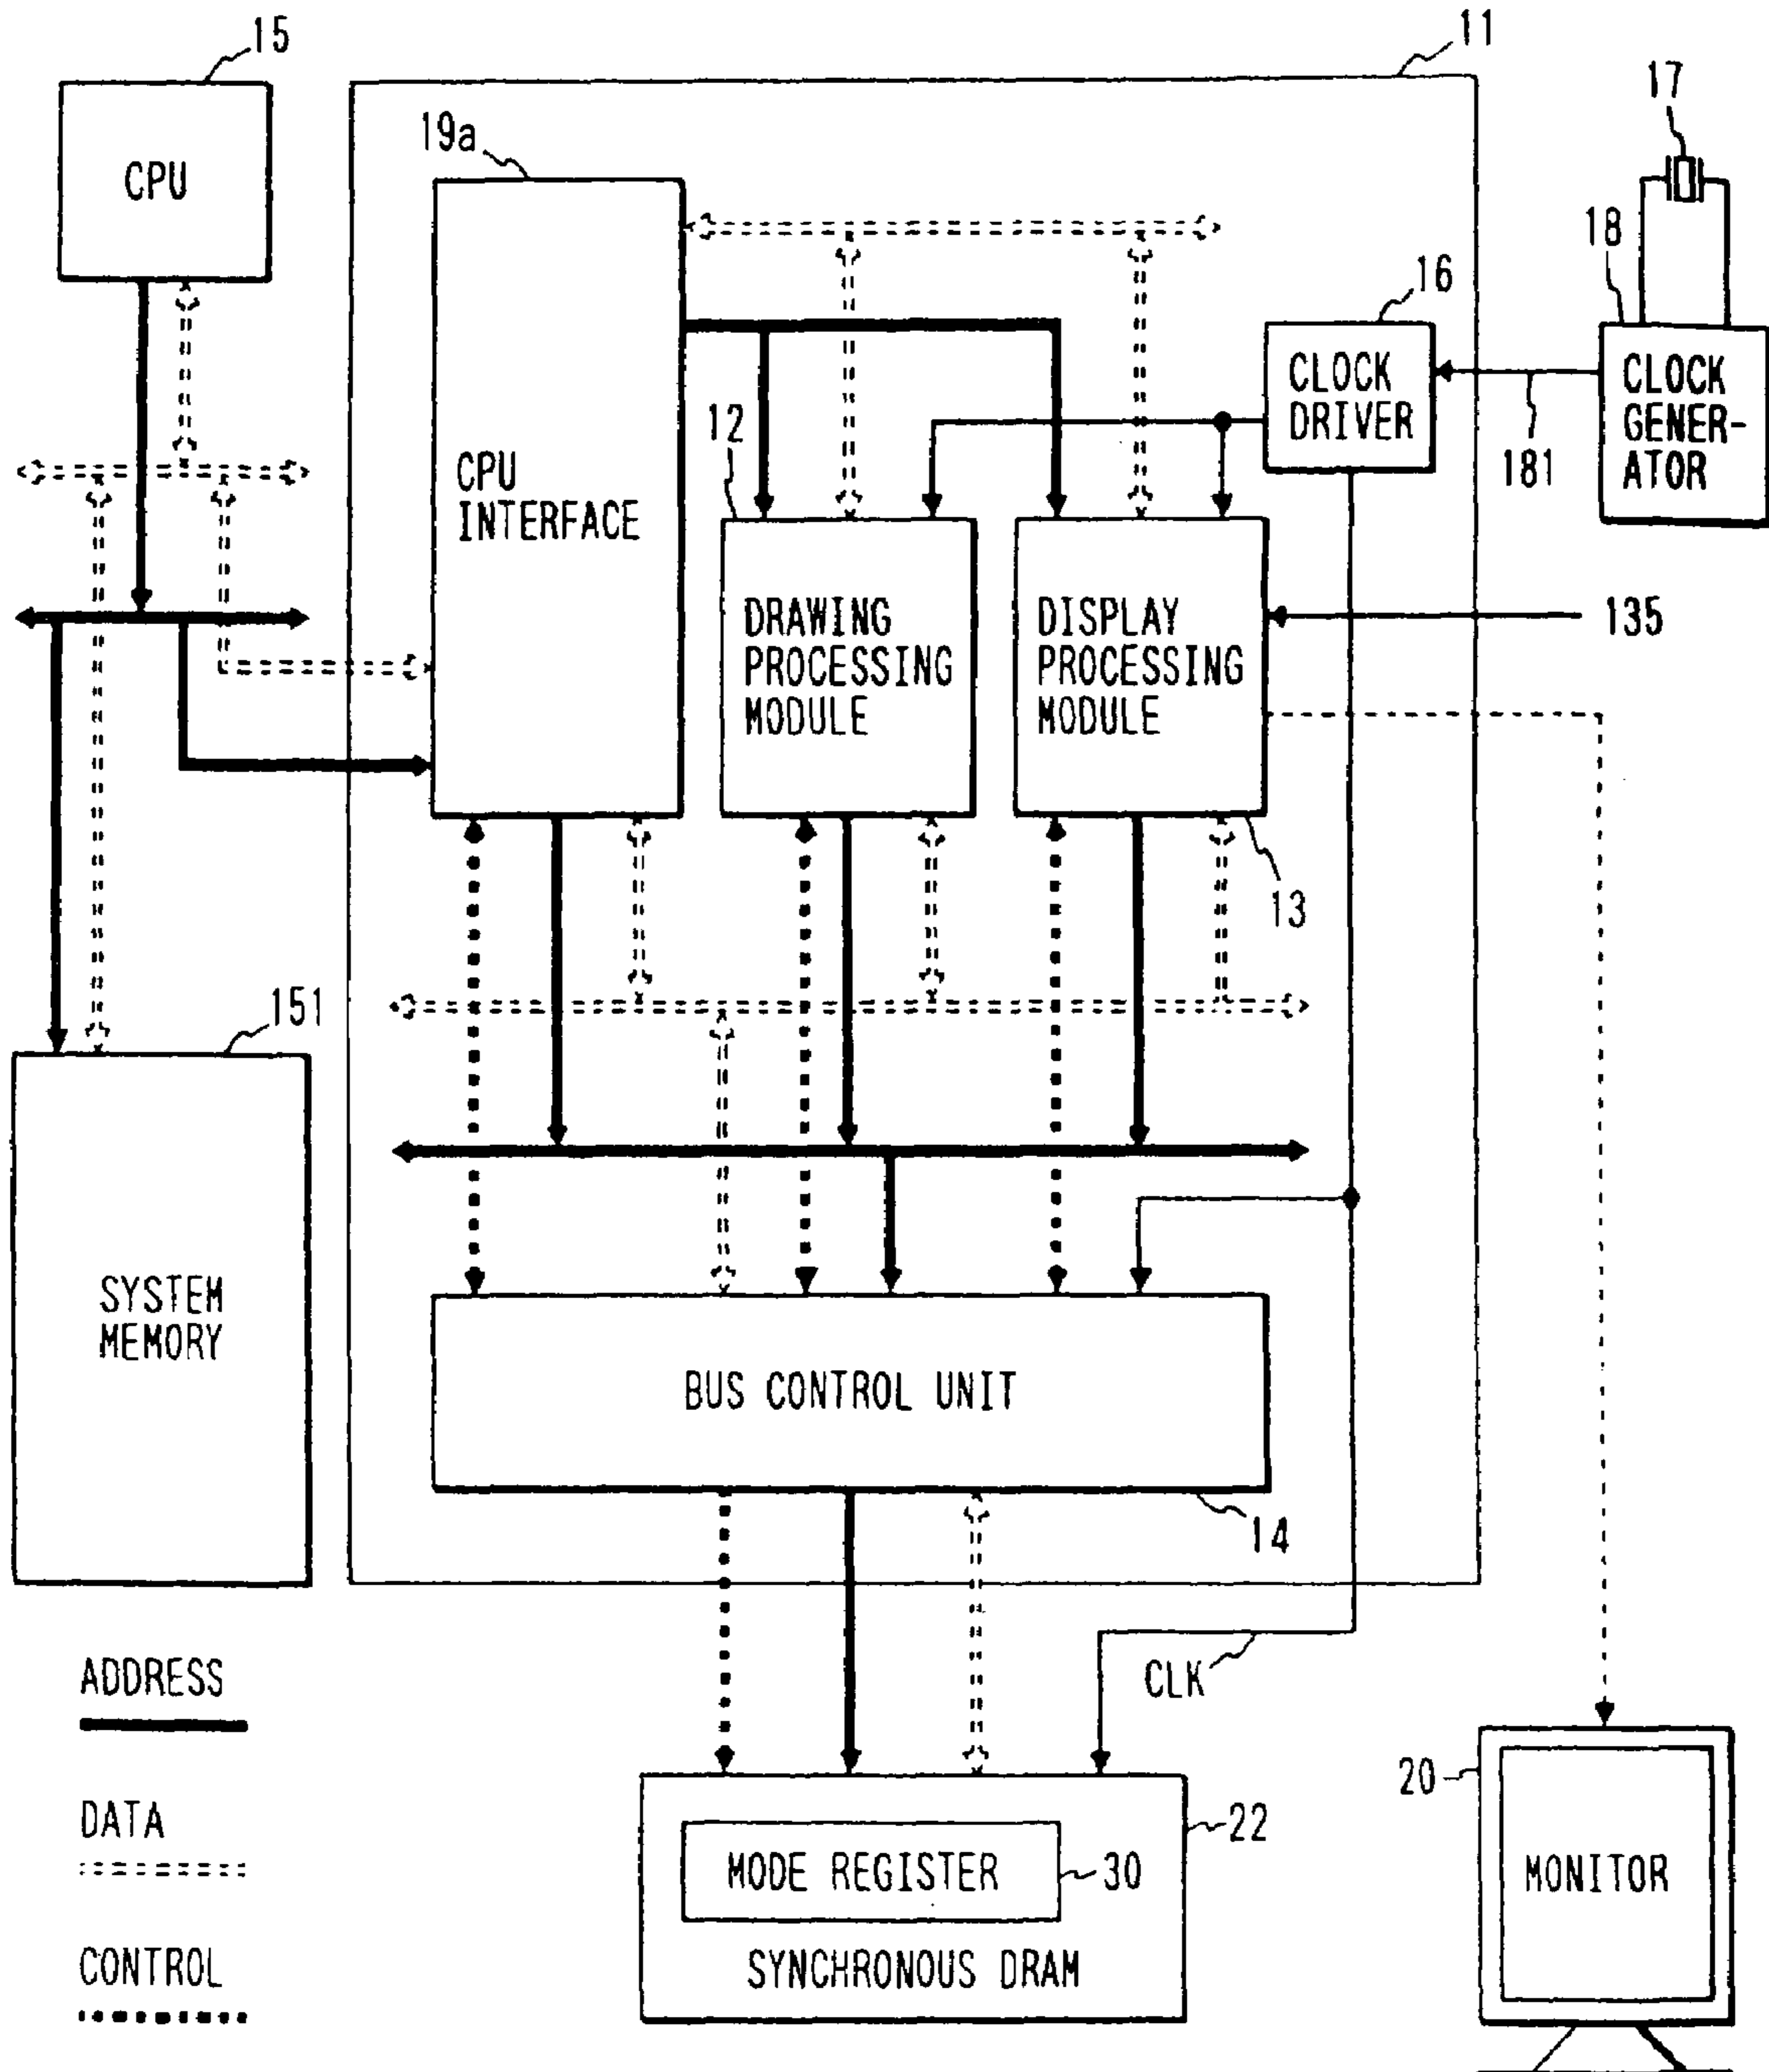 15
11
17
CPU
19a
18
16
CLOCK
DRIVER
CLOCK
GENER-
ATOR
181
12
CPU
INTERFACE
DRAWING
PROCESSING
MODULE
DISPLAY
PROCESSING
MODULE
135
13
151
SYSTEM
MEMORY
BUS CONTROL UNIT
14
ADDRESS
CLK
DATA
20
22
MODE REGISTER
30
MONITOR
CONTROL
SYNCHRONOUS DRAM